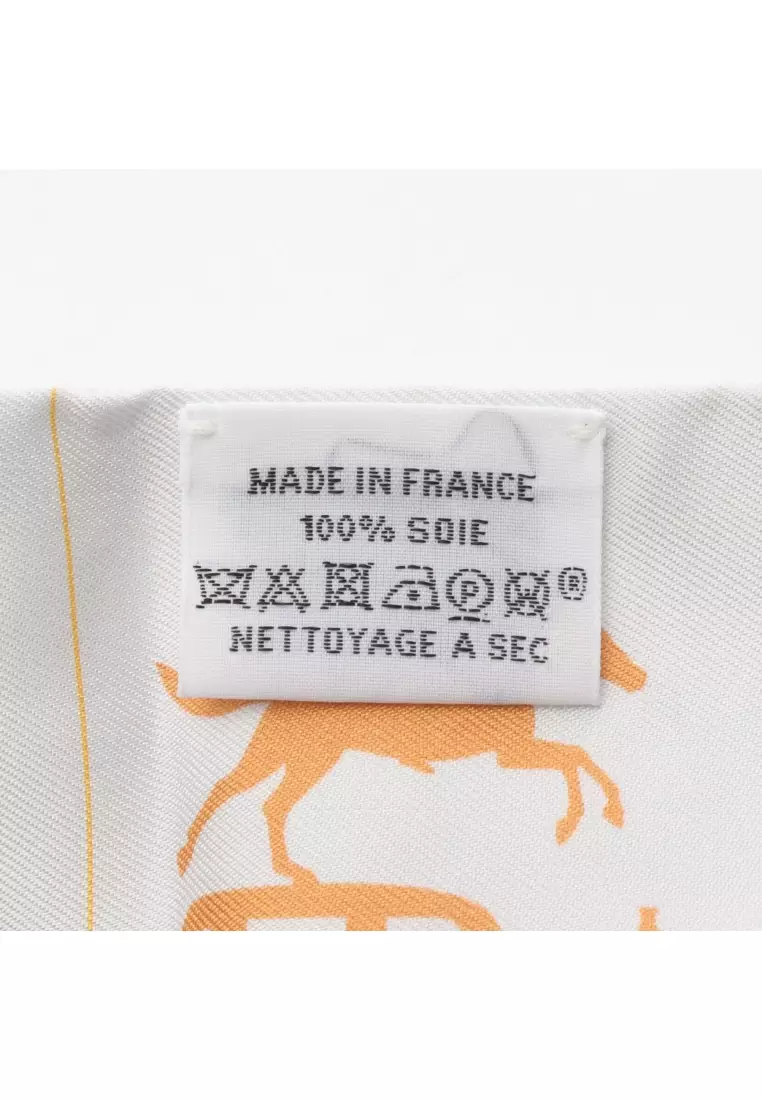 MADE IN FRANCE
100% SOIE
P ®
NETTOYAGE A SEC